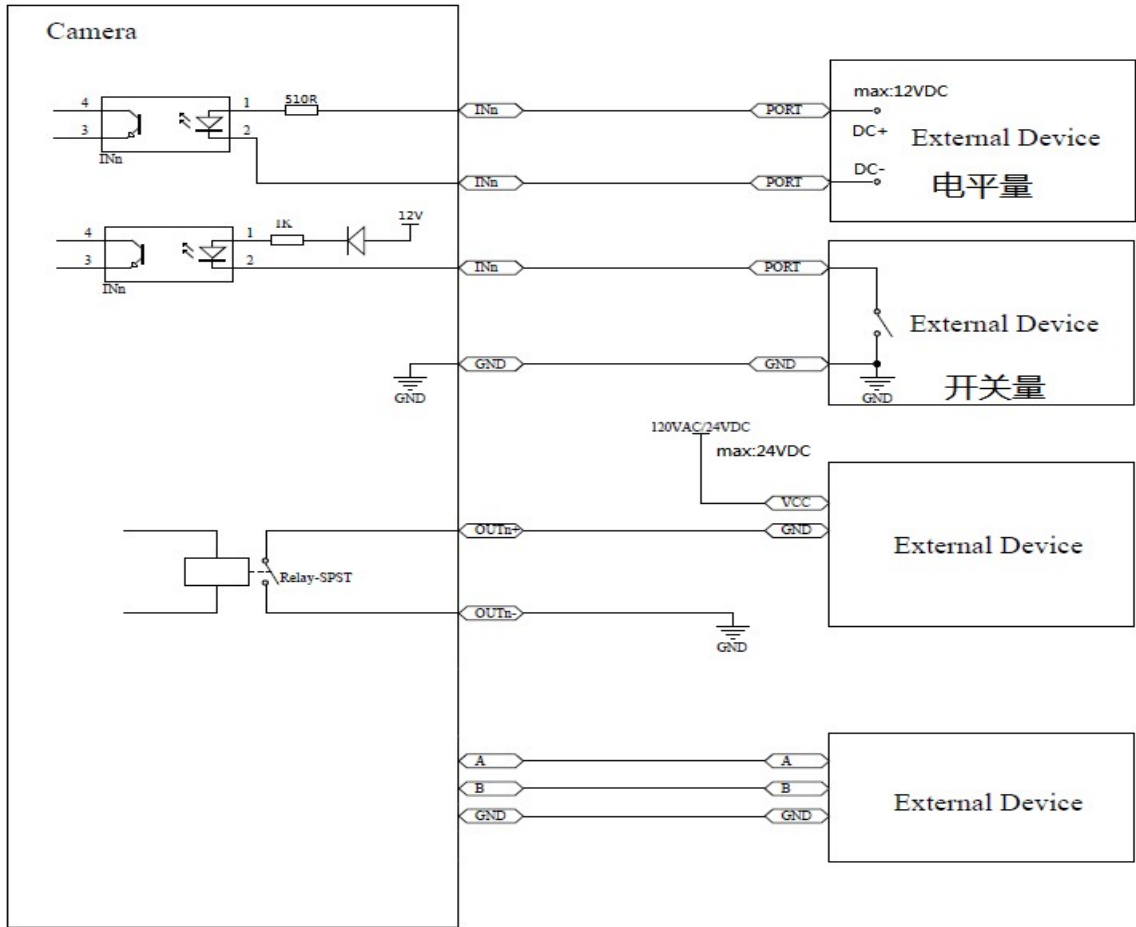 Camera
4
1
510R
3
2
INn
INn
PORT
INn
PORT
max:12VDC
DC+
External Device
DC-
电平量
4
1
1K
12V
3
2
INn
INn
PORT
GND
GND
GND
External Device
开关量
GND
120VAC/24VDC
max:24VDC
VCC
OUTn+
GND
External Device
Relay-SPST
OUTn-
GND
A
A
B
B
GND
GND
External Device